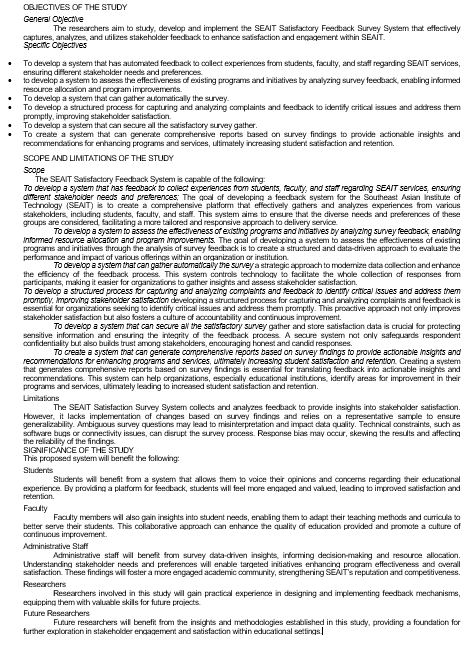 OBJECTIVES OF THE STUDY
General Objective
The researchers aim to study, develop and implement the SEAIT Satisfactory Feedback Survey System that effectively
captures, analyzes, and utilizes stakeholder feedback to enhance satisfaction and engagement within SEAIT.
Specific Objectives
• To develop a system that has automated feedback to collect experiences from students, faculty, and staff regarding SEAIT services,
ensuring different stakeholder needs and preferences.
• to develop a system to assess the effectiveness of existing programs and initiatives by analyzing survey feedback, enabling informed
resource allocation and program improvements.
• To develop a system that can gather automatically the survey.
• To develop a structured process for capturing and analyzing complaints and feedback to identify critical issues and address them
promptly, improving stakeholder satisfaction.
• To develop a system that can secure all the satisfactory survey gather.
• To create a system that can generate comprehensive reports based on survey findings to provide actionable insights and
recommendations for enhancing programs and services, ultimately increasing student satisfaction and retention.
SCOPE AND LIMITATIONS OF THE STUDY
Scope
The SEAIT Satisfactory Feedback System is capable of the following:
To develop a system that has feedback to collect experiences from students, faculty, and staff regarding SEAIT services, ensuring
different stakeholder needs and preferences; The goal of developing a feedback system for the Southeast Asian Institute of
Technology (SEAIT) is to create a comprehensive platform that effectively gathers and analyzes experiences from various
stakeholders, including students, faculty, and staff. This system aims to ensure that the diverse needs and preferences of these
groups are considered, facilitating a more tailored and responsive approach to service delivery.
To develop a system to assess the effectiveness of existing programs and initiatives by analyzing survey feedback, enabling
informed resource allocation and program improvements. The goal of developing a system to assess the effectiveness of existing
programs and initiatives through the analysis of survey feedback is to create a structured and data-driven approach to evaluating the
performance and impact of various offerings within an organization or institution.
To develop a system that can gather automatically the survey a strategic approach to modernize data collection and enhance
the efficiency of the feedback process. This system controls technology to facilitate the whole collection of responses from
participants, making it easier for organizations to gather insights and assess stakeholder satisfaction.
To develop a structured process for capturing and analyzing complaints and feedback to identify critical issues and address them
promptly, improving stakeholder satisfaction developing a structured process for capturing and analyzing complaints and feedback is
essential for organizations seeking to identify critical issues and address them promptly. This proactive approach not only improves
stakeholder satisfaction but also fosters a culture of accountability and continuous improvement.
To develop a system that can secure all the satisfactory survey gather and store satisfaction data is crucial for protecting
sensitive information and ensuring the integrity of the feedback process. A secure system not only safeguards respondent
confidentiality but also builds trust among stakeholders, encouraging honest and candid responses.
To create a system that can generate comprehensive reports based on survey findings to provide actionable insights and
recommendations for enhancing programs and services, ultimately increasing student satisfaction and retention. Creating a system
that generates comprehensive reports based on survey findings is essential for translating feedback into actionable insights and
recommendations. This system can help organizations, especially educational institutions, identify areas for improvement in their
programs and services, ultimately leading to increased student satisfaction and retention.
Limitations
The SEAIT Satisfaction Survey System collects and analyzes feedback to provide insights into stakeholder satisfaction.
However, it lacks implementation of changes based on survey findings and relies on a representative sample to ensure
generalizability. Ambiguous survey questions may lead to misinterpretation and impact data quality. Technical constraints, such as
software bugs or connectivity issues, can disrupt the survey process. Response bias may occur, skewing the results and affecting
the reliability of the findings.
SIGNIFICANCE OF THE STUDY
This proposed system will benefit the following:
Students
Students will benefit from a system that allows them to voice their opinions and concerns regarding their educational
experience. By providing a platform for feedback, students will feel more engaged and valued, leading to improved satisfaction and
retention.
Faculty
Faculty members will also gain insights into student needs, enabling them to adapt their teaching methods and curricula to
better serve their students. This collaborative approach can enhance the quality of education provided and promote a culture of
continuous improvement.
Administrative Staff
Administrative staff will benefit from survey data-driven insights, informing decision-making and resource allocation.
Understanding stakeholder needs and preferences will enable targeted initiatives enhancing program effectiveness and overall
satisfaction. These findings will foster a more engaged academic community, strengthening SEAIT's reputation and competitiveness.
Researchers
Researchers involved in this study will gain practical experience in designing and implementing feedback mechanisms,
equipping them with valuable skills for future projects.
Future Researchers
Future researchers will benefit from the insights and methodologies established in this study, providing a foundation for
further exploration in stakeholder engagement and satisfaction within educational settings.